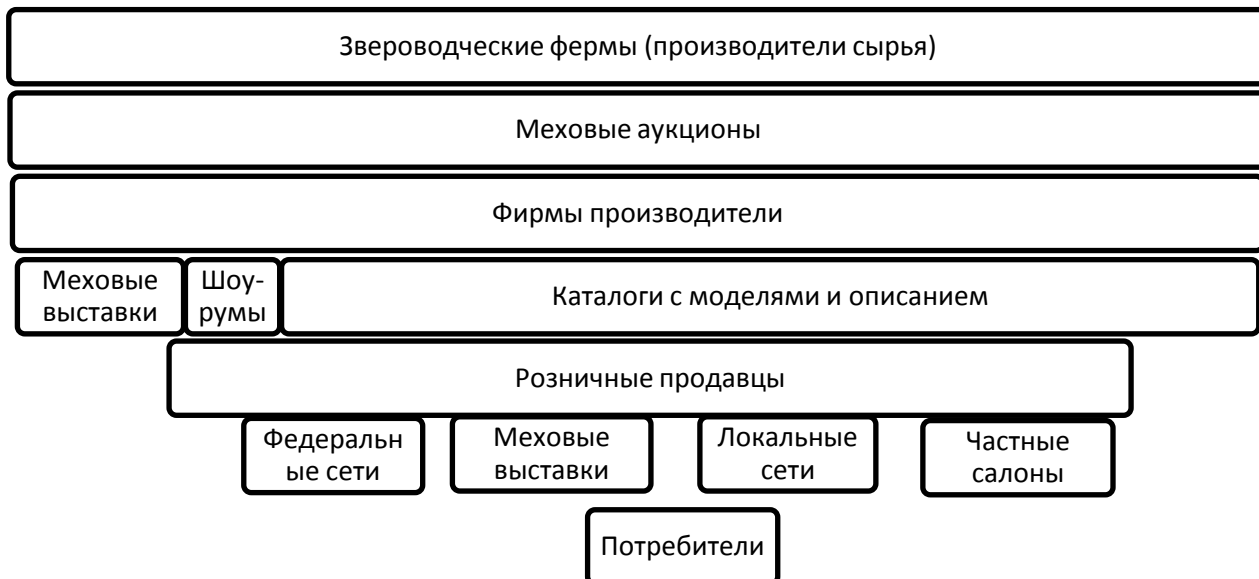 Звероводческие фермы (производители сырья)
Меховые аукционы
Фирмы производители
Меховые
выставки
Шоу-
румы
Каталоги с моделями и описанием
Розничные продавцы
Федеральн
ые сети
Меховые
выставки
Локальные
сети
Частные
салоны
Потребители